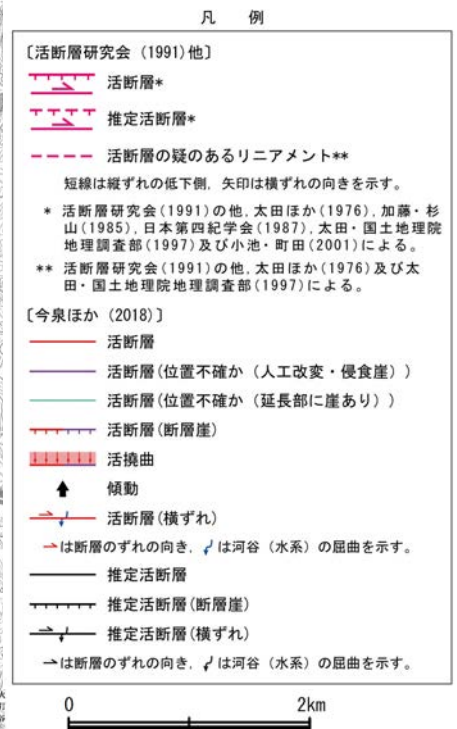 凡 例
〔活断層研究会 (1991) 他〕
活断層*
推定活断層*
活断層の疑のあるリニアメント**
短線は縦ずれの低下側, 矢印は横ずれの向きを示す。
* 活断層研究会(1991)の他, 太田ほか(1976), 加藤・杉
山(1985), 日本第四紀学会(1987), 太田・国土地理院
地理調査部(1997)及び小池・町田(2001)による。
** 活断層研究会(1991)の他, 太田ほか(1976)及び太
田・国土地理院地理調査部(1997)による。
〔今泉ほか (2018)〕
活断層
活断層(位置不確か (人工改変・侵食崖))
活断層(位置不確か (延長部に崖あり))
活断層(断層崖)
活撓曲
傾動
活断層(横ずれ)
は断層のずれの向き, は河谷 (水系) の屈曲を示す。
推定活断層
推定活断層(断層崖)
推定活断層(横ずれ)
は断層のずれの向き, は河谷 (水系) の屈曲を示す。
0 2km